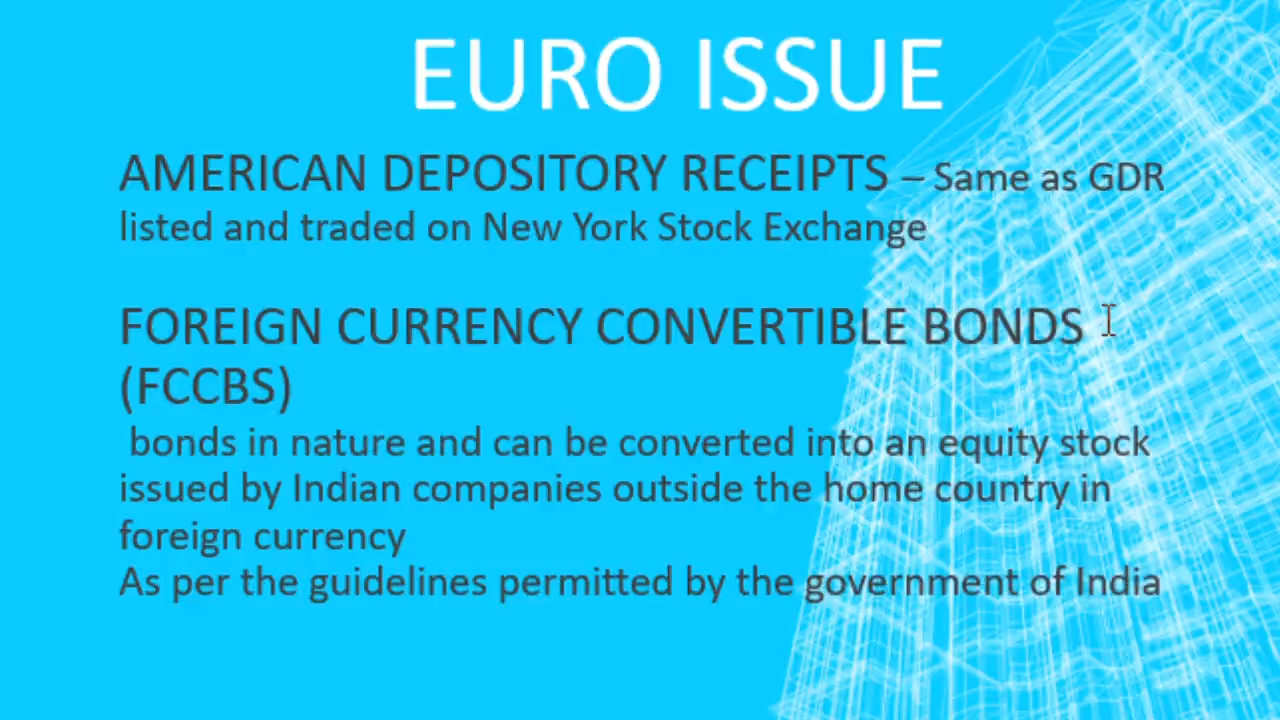 EURO ISSUE
AMERICAN DEPOSITORY RECEIPTS – Same as GDR
listed and traded on New York Stock Exchange
FOREIGN CURRENCY CONVERTIBLE BONDS
(FCCBS)
bonds in nature and can be converted into an equity stock
issued by Indian companies outside the home country in
foreign currency
As per the guidelines permitted by the government of India